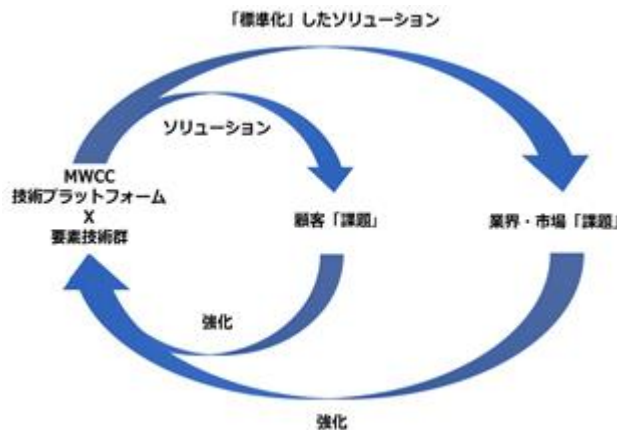 「標準化」したソリューション
ソリューション
MWCC
技術プラットフォーム
X
要素技術群
顧客「課題」
業界・市場「課題」
強化
強化